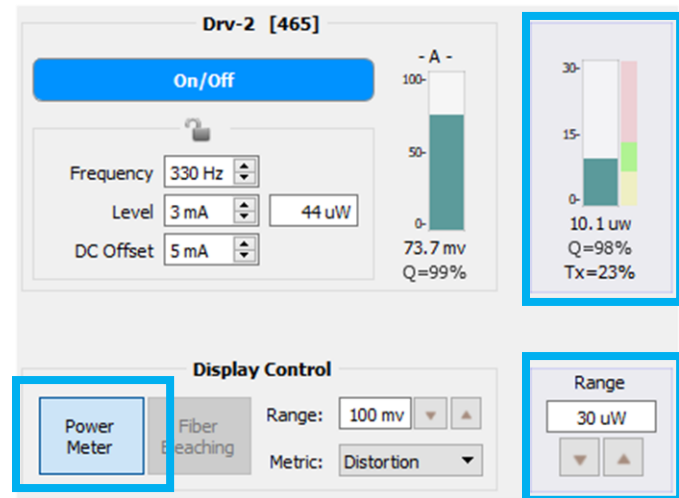 Drv-2 [465]
On/Off
Frequency 330 Hz
Level 3 mA 44 uW
DC Offset 5 mA
- A -
100-
50-
0-
73.7 mv
Q=99%
30-
15-
0-
10.1 uw
Q=98%
Tx=23%
Display Control
Power
Meter
Fiber
Bleaching
Range: 100 mv
Metric: Distortion
Range
30 uW